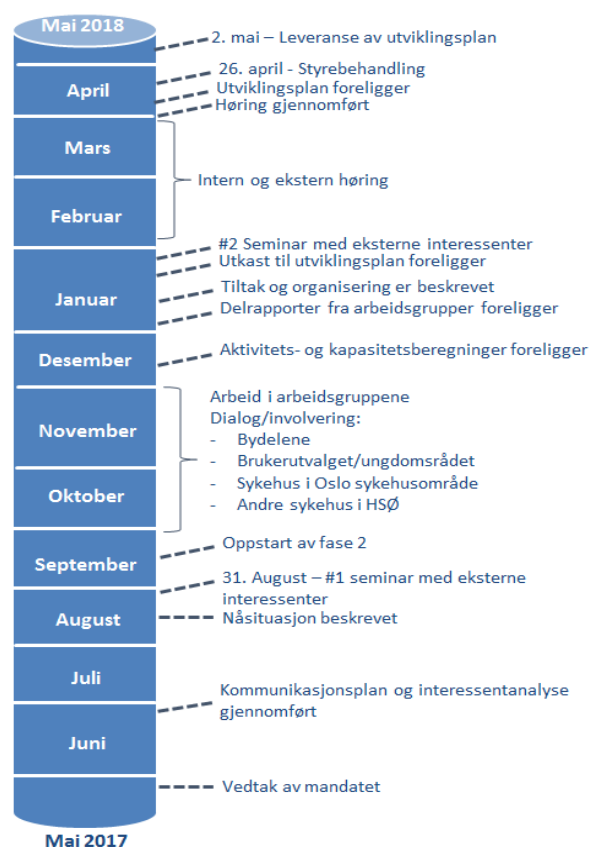 Mai 2018
2. mai – Leveranse av utviklingsplan
26. april - Styrebehandling
April
Utviklingsplan foreligger
Høring gjennomført
Mars
Intern og ekstern høring
Februar
#2 Seminar med eksterne interessenter
Utkast til utviklingsplan foreligger
Tiltak og organisering er beskrevet
Januar
Delrapporter fra arbeidsgrupper foreligger
Aktivitets- og kapasitetsberegninger foreligger
Desember
Arbeid i arbeidsgruppene
Dialog/involvering:
November
- Bydelene
- Brukerutvalget/ungdomsrådet
- Sykehus i Oslo sykehusområde
Oktober
- Andre sykehus i HSØ
Oppstart av fase 2
September
31. August – #1 seminar med eksterne
interessenter
August
Nåsituasjon beskrevet
Juli
Kommunikasjonsplan og interessentanalyse
gjennomført
Juni
Vedtak av mandatet
Mai 2017